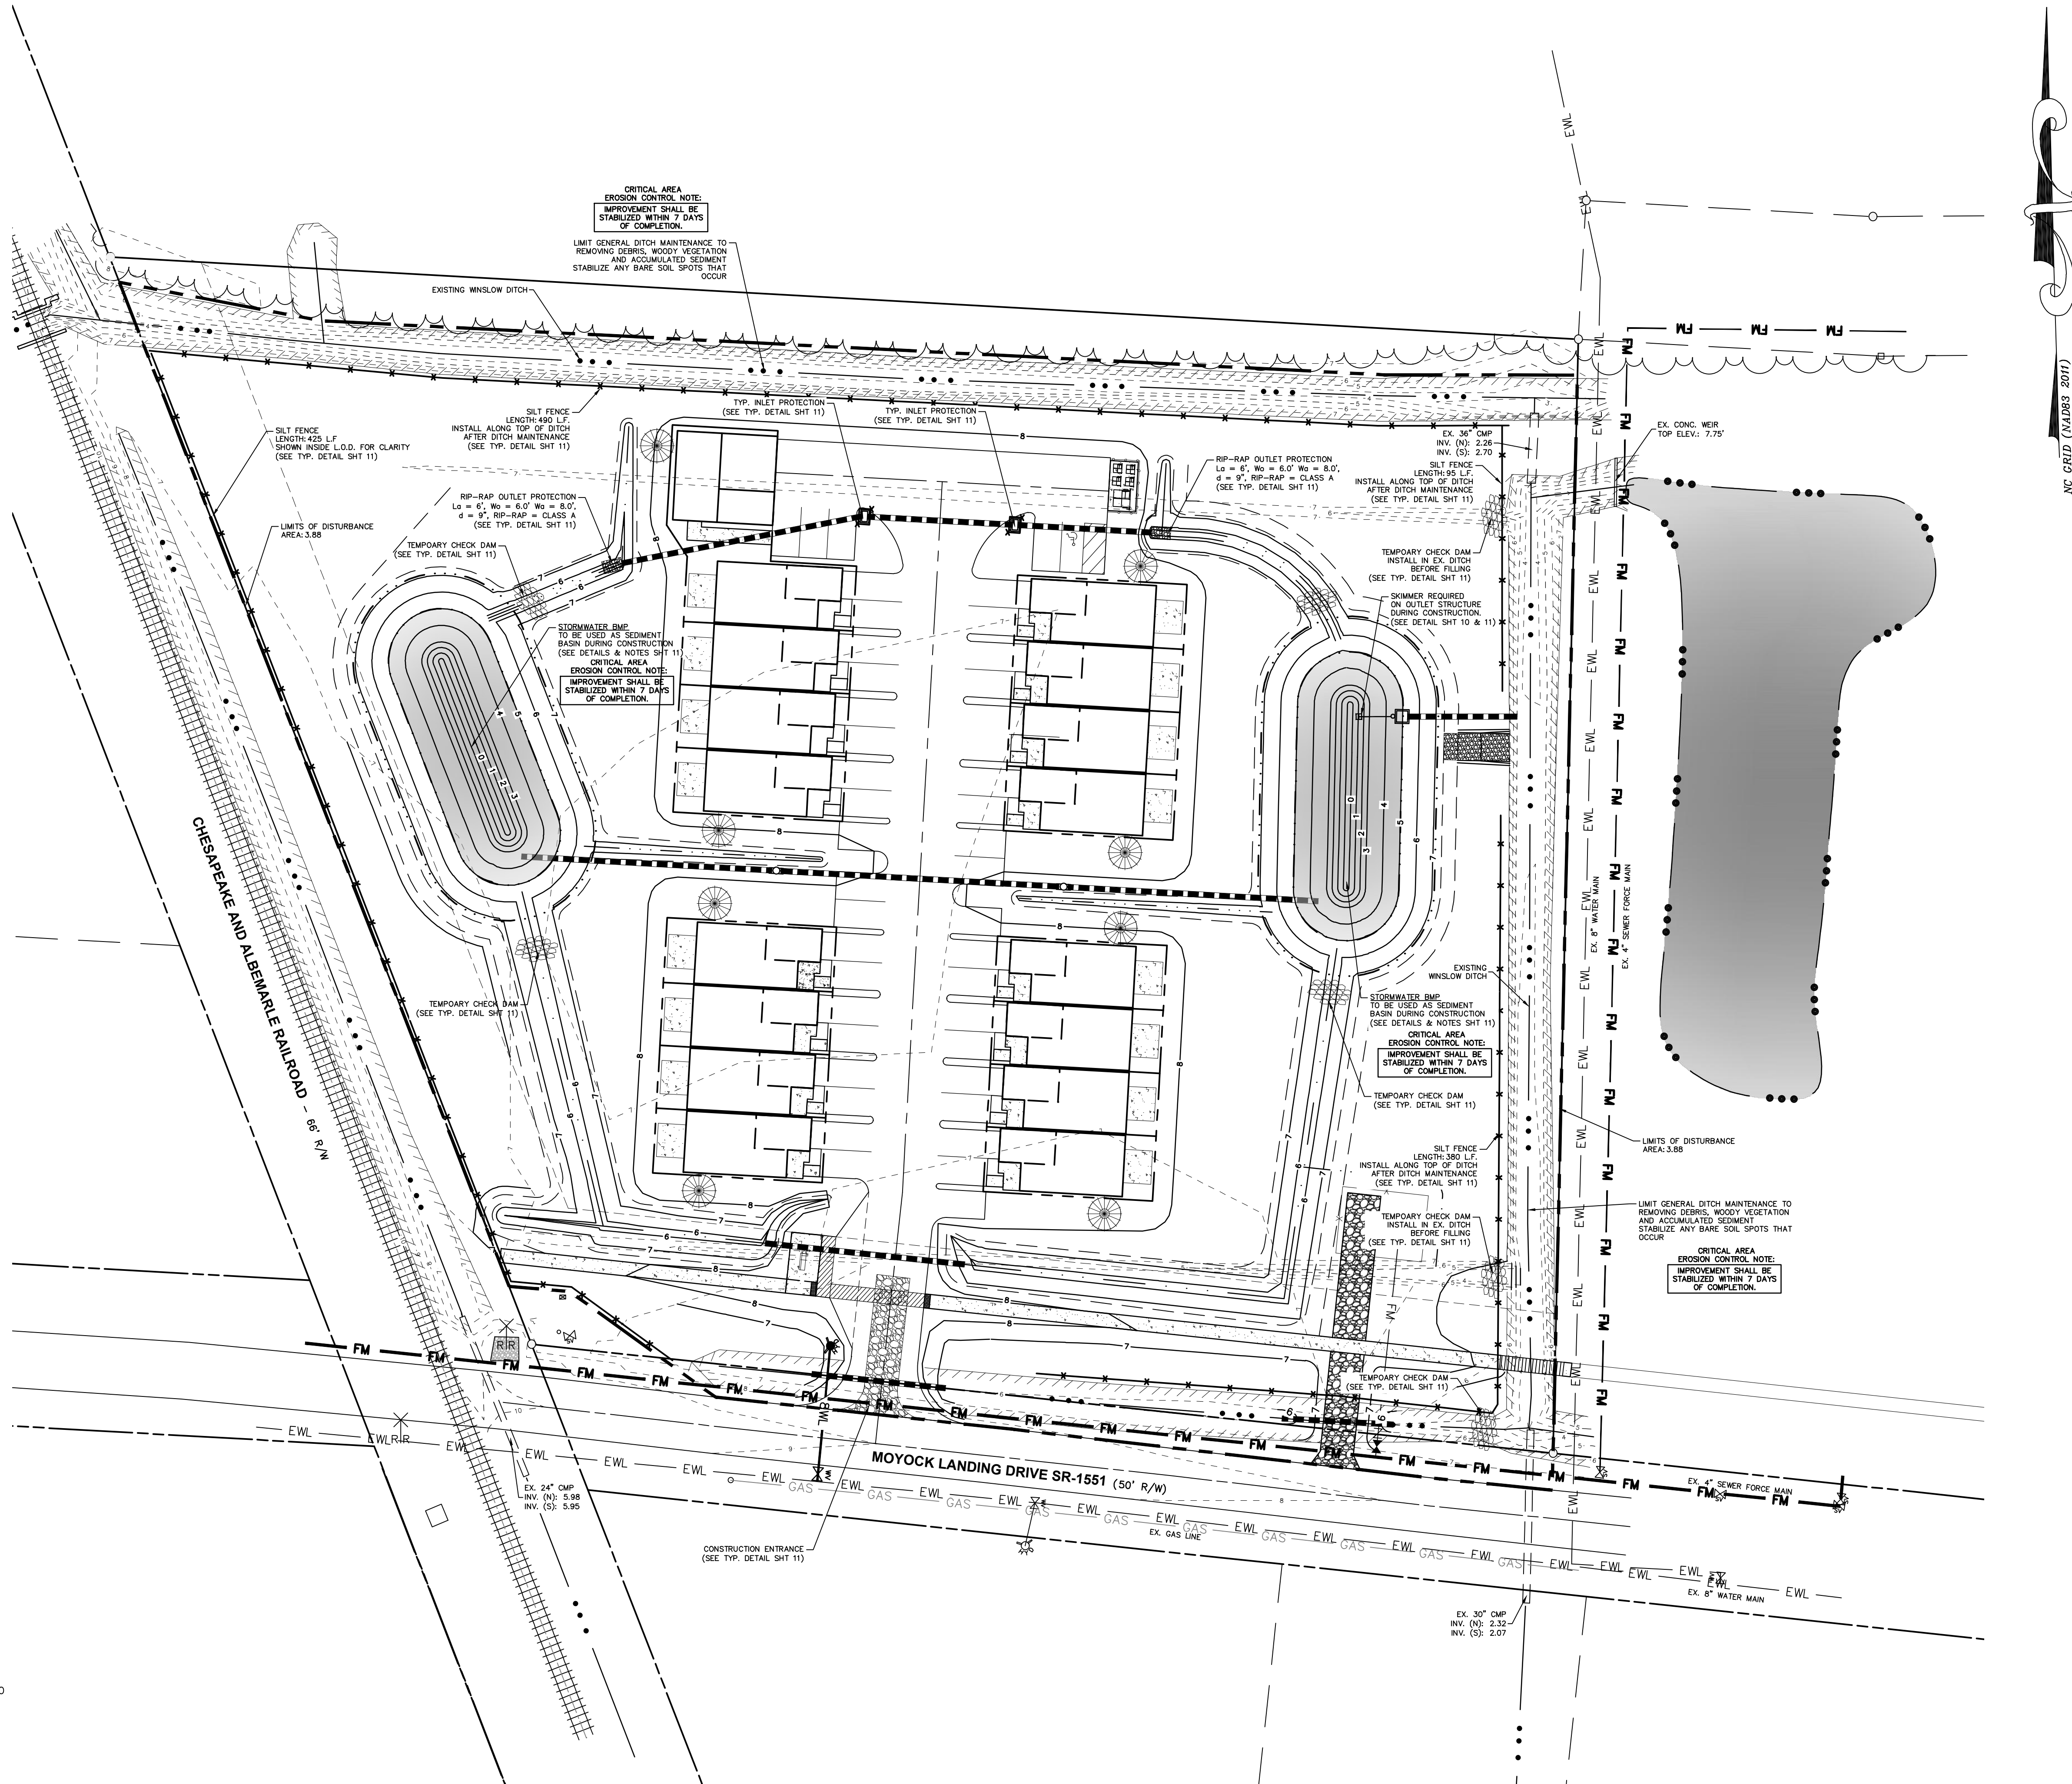 CRITICAL AREA
EROSION CONTROL NOTE:
IMPROVEMENT SHALL BE
STABILIZED WITHIN 7 DAYS
OF COMPLETION.
LIMIT GENERAL DITCH MAINTENANCE TO
REMOVING DEBRIS, WOODY VEGETATION
AND ACCUMULATED SEDIMENT
STABILIZE ANY BARE SOIL SPOTS THAT
OCCUR
EXISTING WINSLOW DITCH
NC GRID (NAD83 2011)
SILT FENCE
LENGTH: 425 L.F
SHOWN INSIDE L.O.D. FOR CLARITY
(SEE TYP. DETAIL SHT 11)
SILT FENCE
LENGTH: 490 L.F.
INSTALL ALONG TOP OF DITCH
AFTER DITCH MAINTENANCE
(SEE TYP. DETAIL SHT 11)
TYP. INLET PROTECTION
(SEE TYP. DETAIL SHT 11)
TYP. INLET PROTECTION
(SEE TYP. DETAIL SHT 11)
EX. 36" CMP
INV. (N): 2.26
INV. (S): 2.70
EX. CONC. WEIR
TOP ELEV.: 7.75'
RIP-RAP OUTLET PROTECTION
La = 6', Wo = 6.0' Wa = 8.0',
d = 9", RIP-RAP = CLASS A
(SEE TYP. DETAIL SHT 11)
RIP-RAP OUTLET PROTECTION
La = 6', Wo = 6.0' Wa = 8.0',
d = 9", RIP-RAP = CLASS A
(SEE TYP. DETAIL SHT 11)
SILT FENCE
LENGTH: 95 L.F.
INSTALL ALONG TOP OF DITCH
AFTER DITCH MAINTENANCE
(SEE TYP. DETAIL SHT 11)
LIMITS OF DISTURBANCE
AREA: 3.88
TEMPOARY CHECK DAM
(SEE TYP. DETAIL SHT 11)
TEMPOARY CHECK DAM
INSTALL IN EX. DITCH
BEFORE FILLING
(SEE TYP. DETAIL SHT 11)
SKIMMER REQUIRED
ON OUTLET STRUCTURE
DURING CONSTRUCTION.
(SEE DETAIL SHT 10 & 11)
STORMWATER BMP
TO BE USED AS SEDIMENT
BASIN DURING CONSTRUCTION
(SEE DETAILS & NOTES SHT 11)
CRITICAL AREA
EROSION CONTROL NOTE:
IMPROVEMENT SHALL BE
STABILIZED WITHIN 7 DAYS
OF COMPLETION.
CHESAPEAKE AND ALBEMARLE RAILROAD - 66' R/W
EX. 8" WATER MAIN
EX. 4" SEWER FORCE MAIN
TEMPOARY CHECK DAM
(SEE TYP. DETAIL SHT 11)
EXISTING
WINSLOW DITCH
STORMWATER BMP
TO BE USED AS SEDIMENT
BASIN DURING CONSTRUCTION
(SEE DETAILS & NOTES SHT 11)
CRITICAL AREA
EROSION CONTROL NOTE:
IMPROVEMENT SHALL BE
STABILIZED WITHIN 7 DAYS
OF COMPLETION.
TEMPOARY CHECK DAM
(SEE TYP. DETAIL SHT 11)
LIMITS OF DISTURBANCE
AREA: 3.88
SILT FENCE
LENGTH: 380 L.F.
INSTALL ALONG TOP OF DITCH
AFTER DITCH MAINTENANCE
(SEE TYP. DETAIL SHT 11)
LIMIT GENERAL DITCH MAINTENANCE TO
REMOVING DEBRIS, WOODY VEGETATION
AND ACCUMULATED SEDIMENT
STABILIZE ANY BARE SOIL SPOTS THAT
OCCUR
CRITICAL AREA
EROSION CONTROL NOTE:
IMPROVEMENT SHALL BE
STABILIZED WITHIN 7 DAYS
OF COMPLETION.
TEMPOARY CHECK DAM
INSTALL IN EX. DITCH
BEFORE FILLING
(SEE TYP. DETAIL SHT 11)
TEMPOARY CHECK DAM
(SEE TYP. DETAIL SHT 11)
MOYOCK LANDING DRIVE SR-1551 (50' R/W)
EX. 24" CMP
INV. (N): 5.98
INV. (S): 5.95
EX. 4" SEWER FORCE MAIN
EX. GAS LINE
CONSTRUCTION ENTRANCE
(SEE TYP. DETAIL SHT 11)
EX. 8" WATER MAIN
EX. 30" CMP
INV. (N): 2.32
INV. (S): 2.07